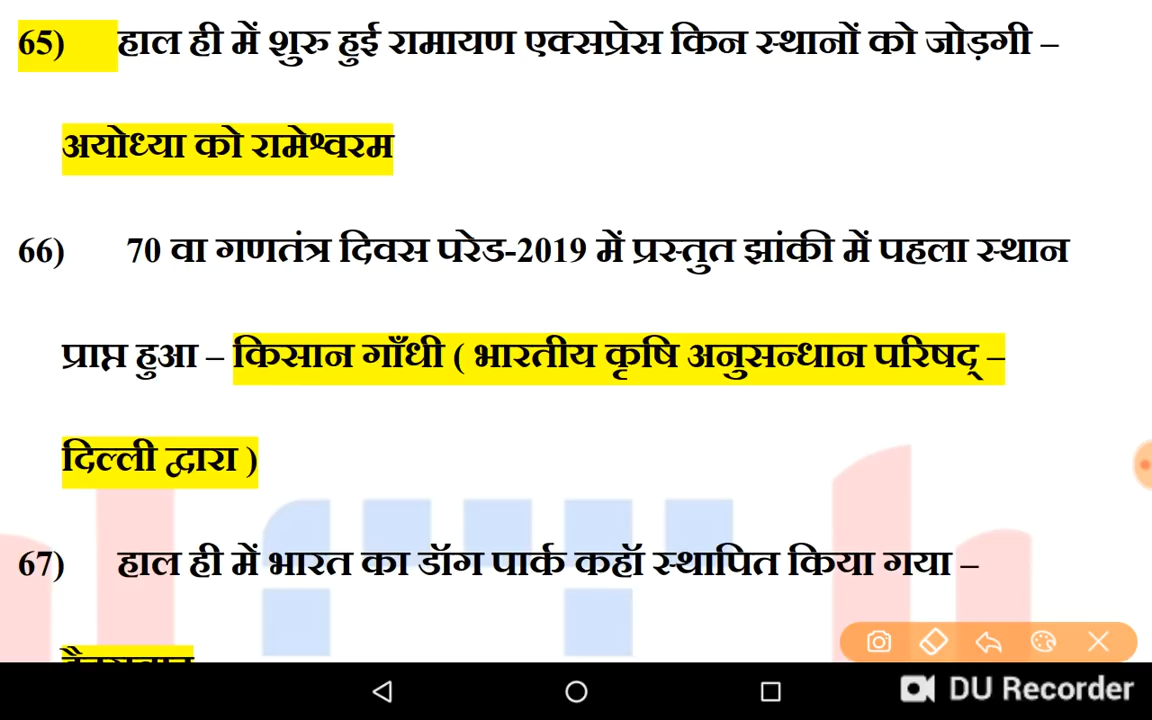 65) हाल ही में शुरु हुई रामायण एक्सप्रेस किन स्थानों को जोड़गी –
अयोध्या को रामेश्वरम
66) 70 वा गणतंत्र दिवस परेड-2019 में प्रस्तुत झांकी में पहला स्थान
प्राप्त हुआ – किसान गाँधी ( भारतीय कृषि अनुसन्धान परिषद् –
दिल्ली द्वारा )
67) हाल ही में भारत का डॉग पार्क कहॉ स्थापित किया गया –
DU Recorder